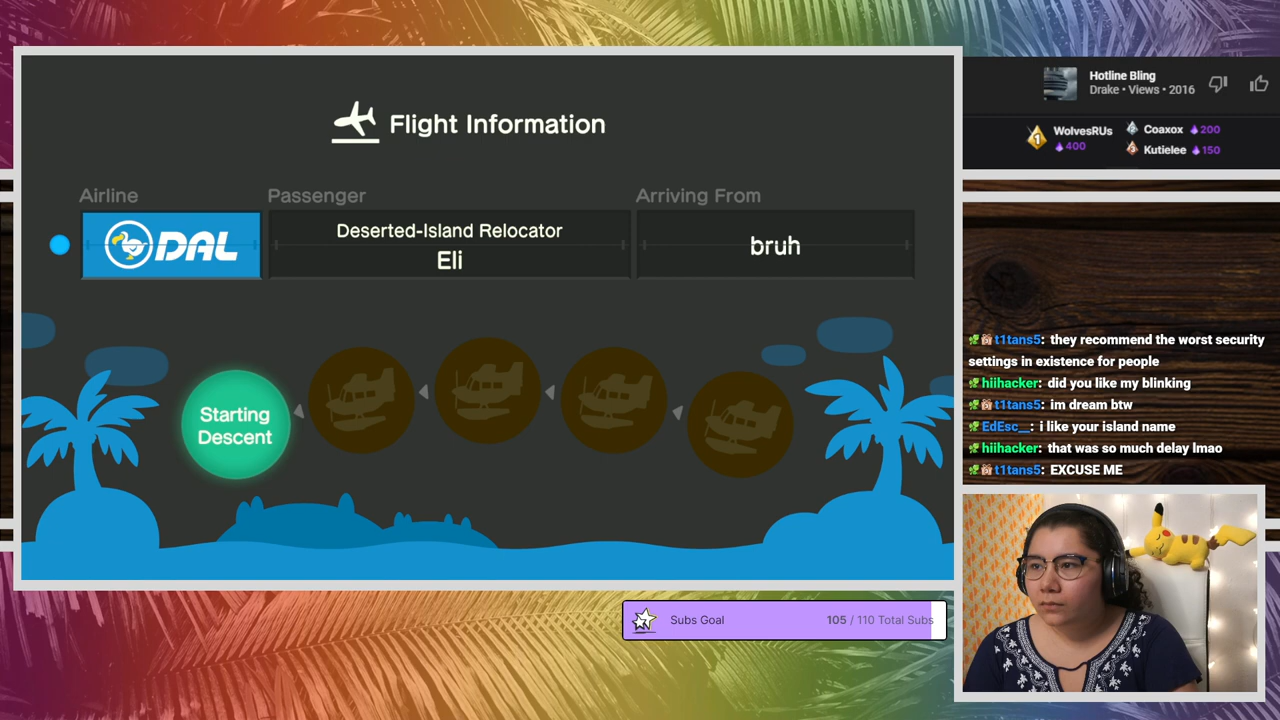 Flight Information
Airline
Passenger
Arriving From
DAL
Deserted-Island Relocator
Eli
bruh
Starting
Descent
Hotline Bling
Drake • Views • 2016
1
WolvesRUs
400
2
Coaxox
200
3
Kutielee
150
t1tans5: they recommend the worst security
settings in existence for people
hiihacker: did you like my blinking
t1tans5: im dream btw
EdEsc__: i like your island name
hiihacker: that was so much delay lmao
t1tans5: EXCUSE ME
Subs Goal
105 / 110 Total Subs